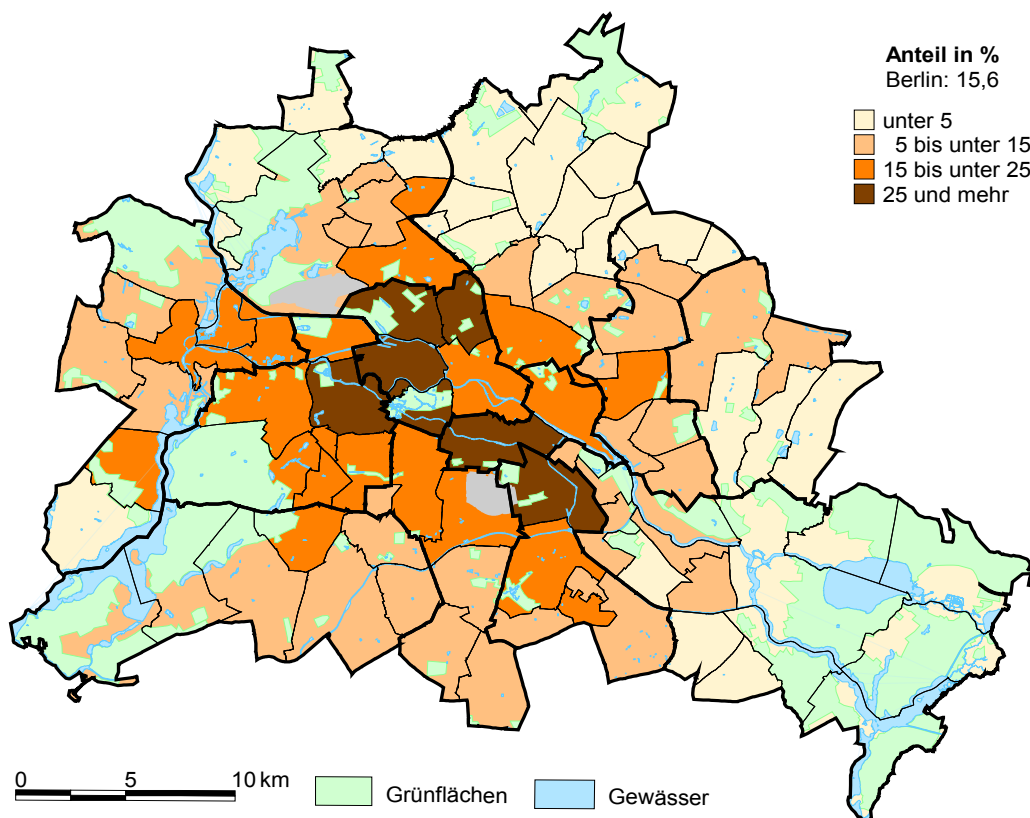 Anteil in %
Berlin: 15,6
unter 5
5 bis unter 15
15 bis unter 25
25 und mehr
0 5 10 km
Grünflächen
Gewässer